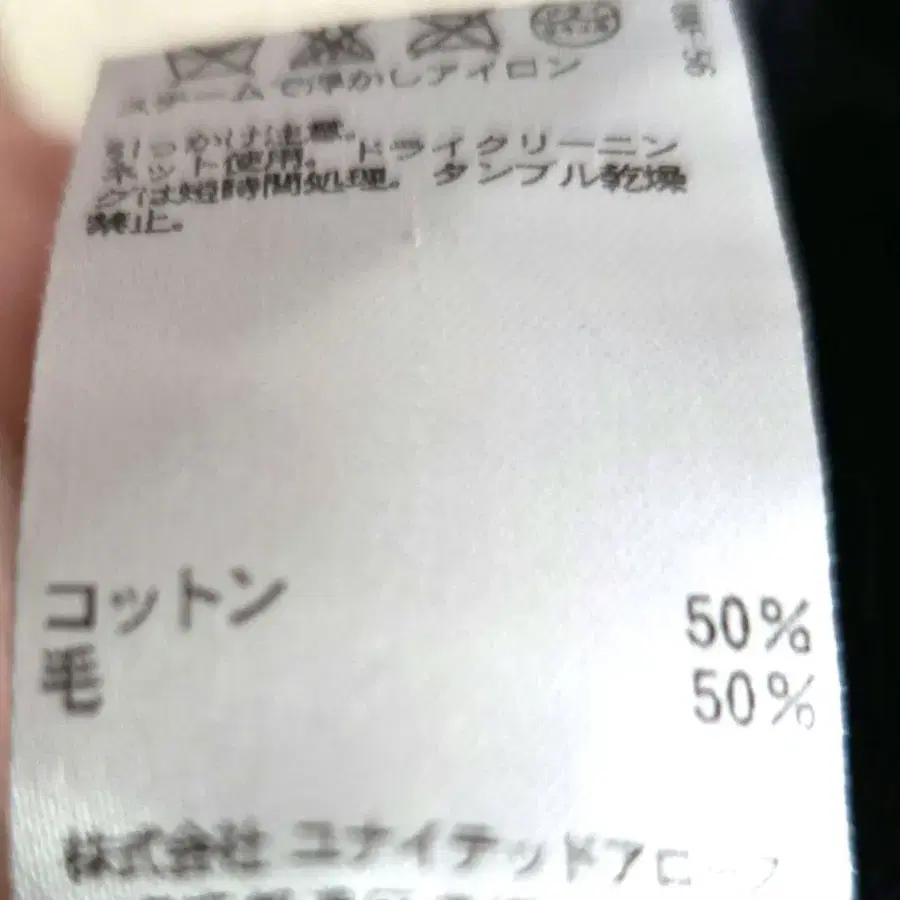 スチームで浮かしアイロン
引っかけ注意。
ネット使用。ドライクリーニン
グは短時間処理。タンブル乾燥
禁止。
コットン 50%
毛 50%
株式会社 ユナイテッドアロー